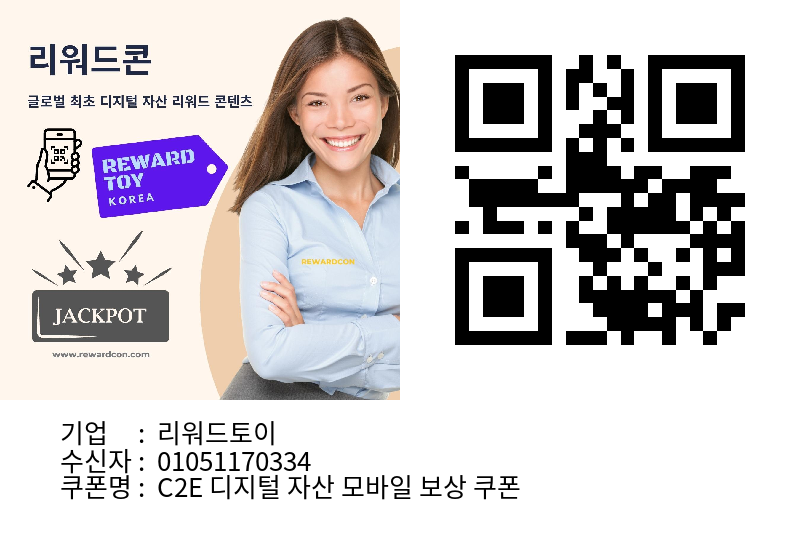 리워드콘
글로벌 최초 디지털 자산 리워드 콘텐츠
REWARD
TOY
KOREA
REWARDCON
JACKPOT
www.rewardcon.com
기업 : 리워드토이
수신자 : 01051170334
쿠폰명 : C2E 디지털 자산 모바일 보상 쿠폰